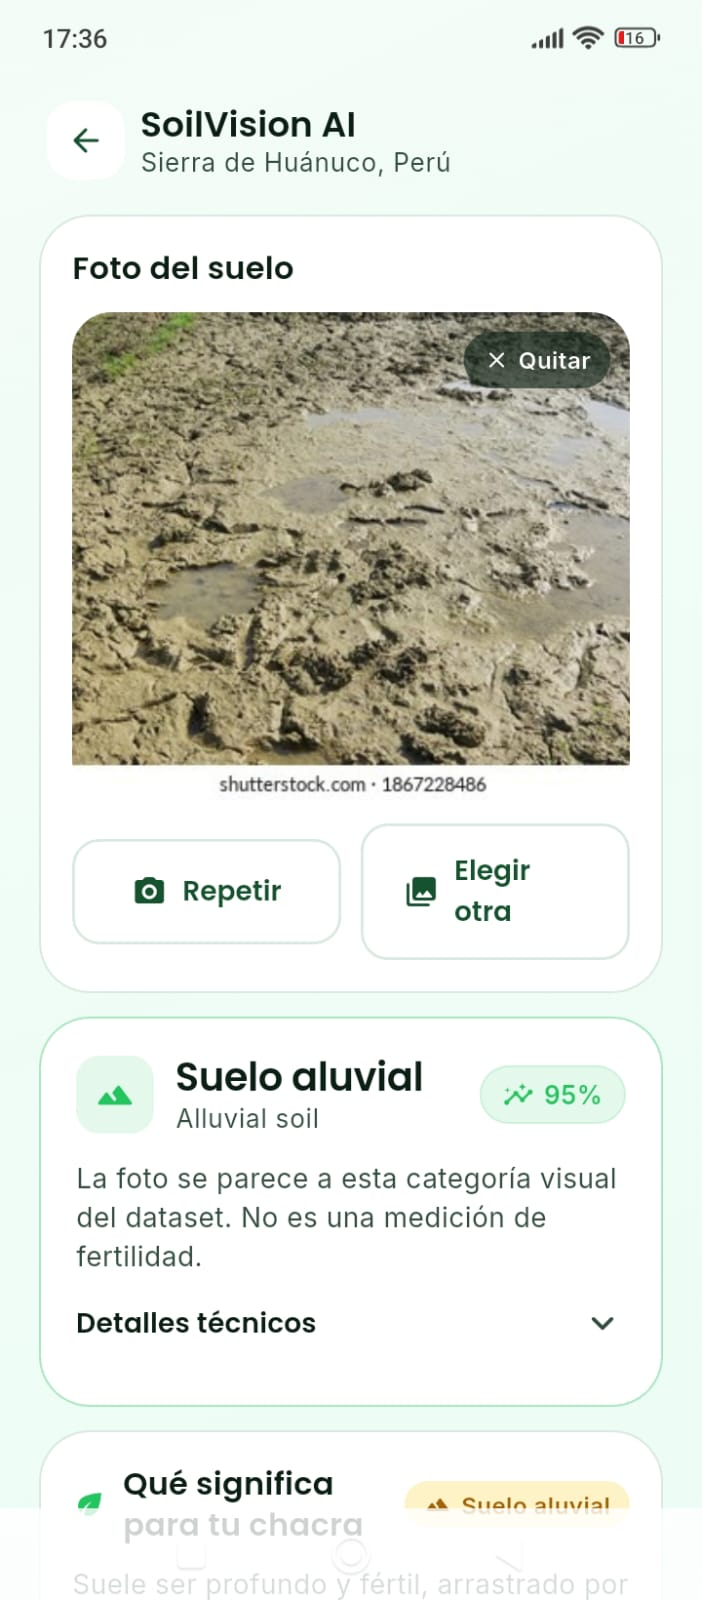 17:36
16
SoilVision AI
Sierra de Huánuco, Perú
Foto del suelo
Quitar
shutterstock.com · 1867228486
Repetir
Elegir
otra
Suelo aluvial
95%
Alluvial soil
La foto se parece a esta categoría visual
del dataset. No es una medición de
fertilidad.
Detalles técnicos
Qué significa
para tu chacra
Suelo aluvial
Suele ser profundo y fértil, arrastrado por